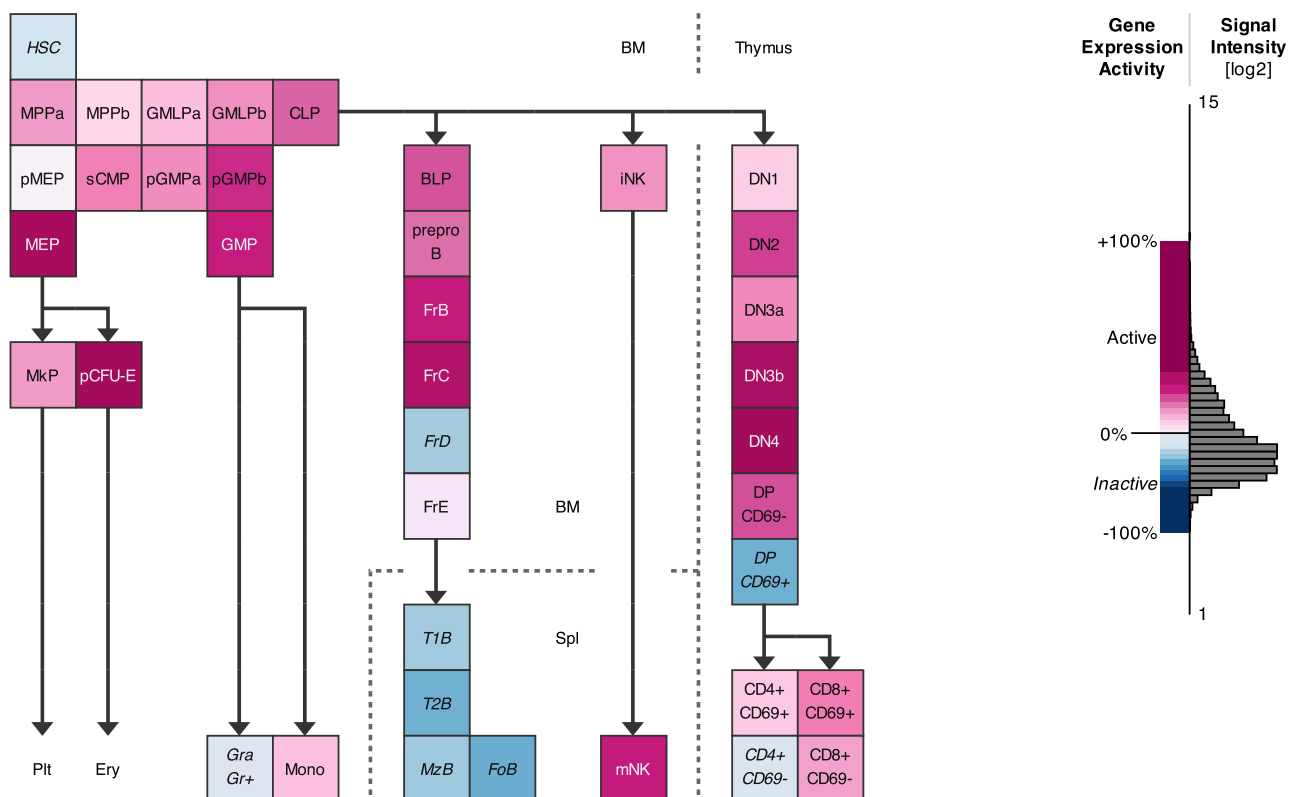 HSC
BM
Thymus
Gene
Expression
Activity
Signal
Intensity
[log2]
15
MPPa
MPPb
GMLPa
GMLPb
CLP
pMEP
sCMP
pGMPa
pGMPb
BLP
iNK
DN1
MEP
GMP
prepro
B
DN2
+100%
FrB
DN3a
Active
MkP
pCFU-E
FrC
DN3b
FrD
DN4
0%
Inactive
FrE
BM
DP
CD69-
-100%
DP
CD69+
1
T1B
Spl
T2B
CD4+
CD69+
CD8+
CD69+
Plt
Ery
Gra
Gr+
Mono
MzB
FoB
mNK
CD4+
CD69-
CD8+
CD69-